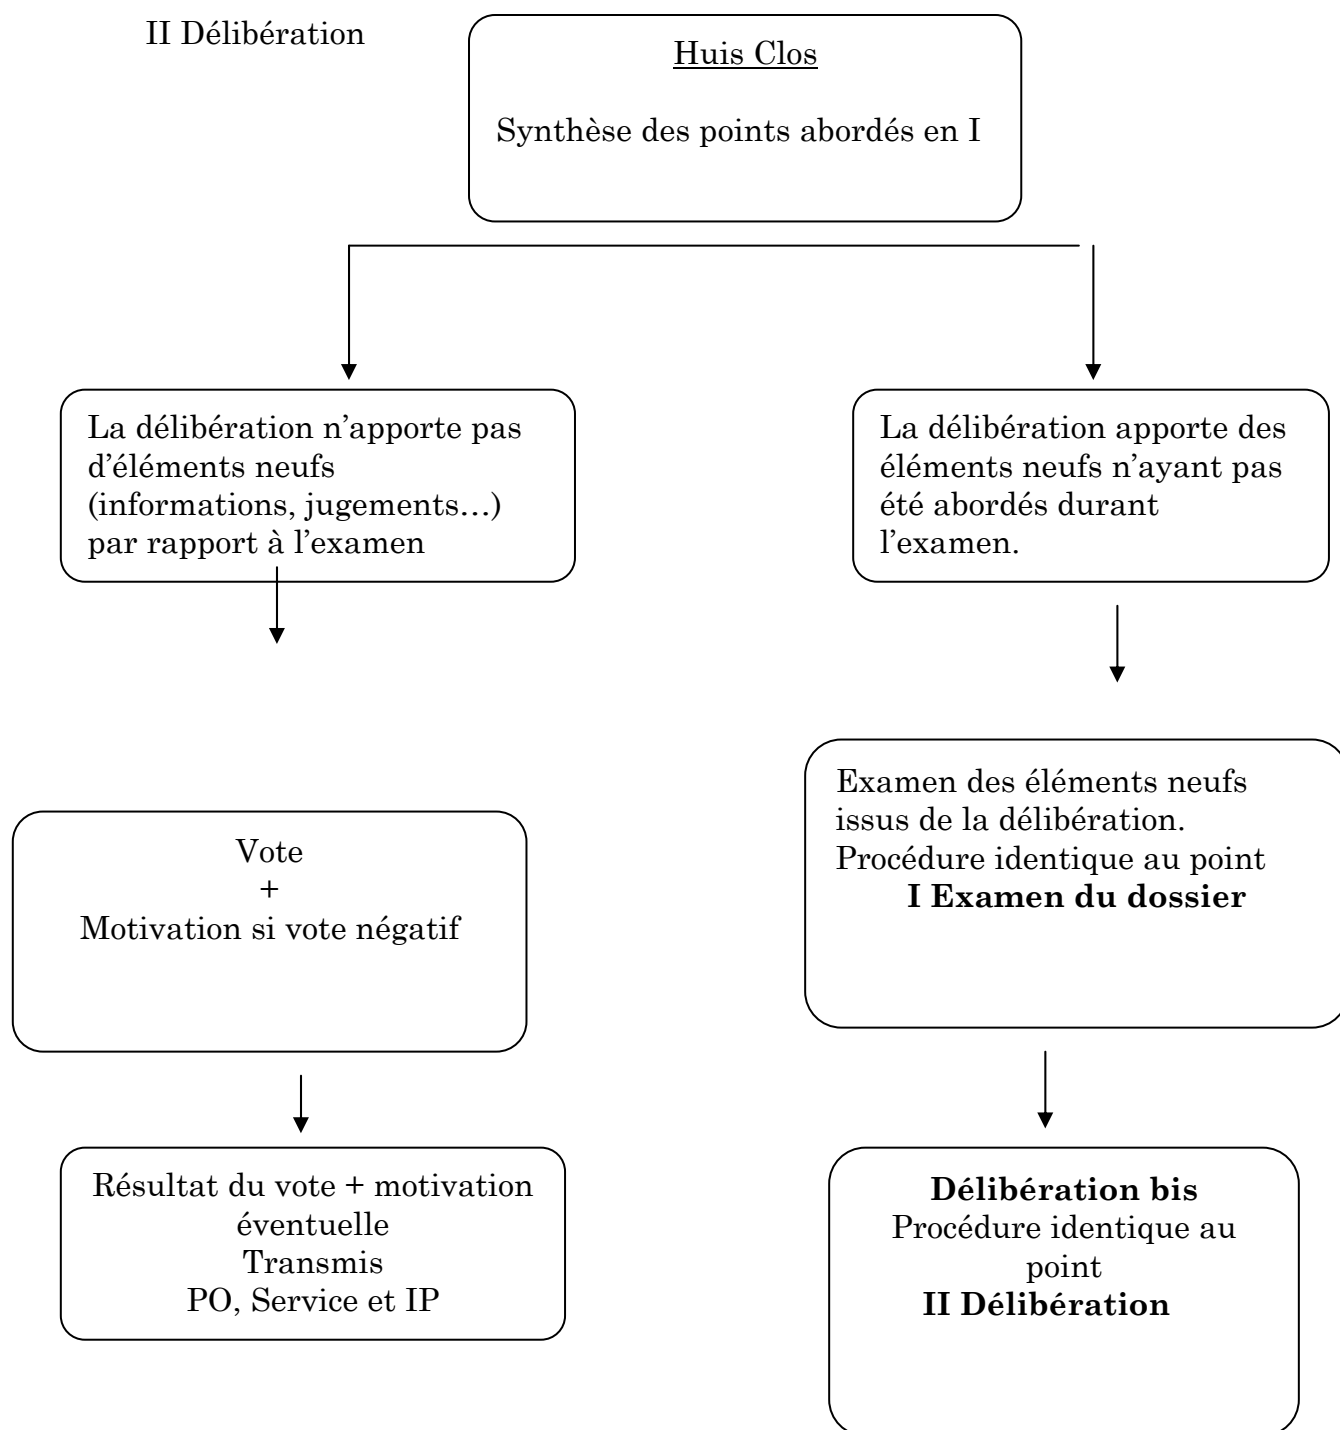 II Délibération
Huis Clos
Synthèse des points abordés en I
La délibération n’apporte pas
d’éléments neufs
(informations, jugements…)
par rapport à l’examen
La délibération apporte des
éléments neufs n’ayant pas
été abordés durant
l’examen.
Vote
+
Motivation si vote négatif
Examen des éléments neufs
issus de la délibération.
Procédure identique au point
I Examen du dossier
Résultat du vote + motivation
éventuelle
Transmis
PO, Service et IP
Délibération bis
Procédure identique au
point
II Délibération